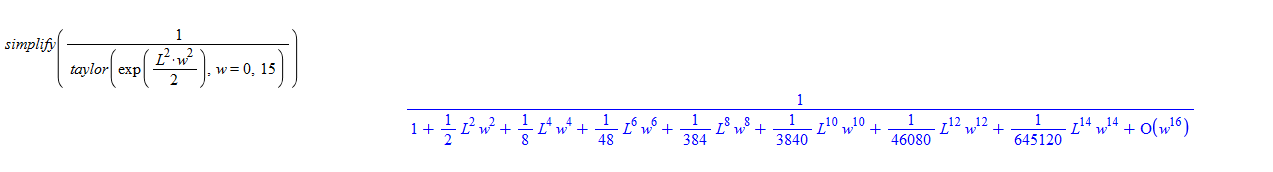 simplify(1/taylor(exp(L^2·w^2/2), w = 0, 15))
1/(1 + 1/2 L^2 w^2 + 1/8 L^4 w^4 + 1/48 L^6 w^6 + 1/384 L^8 w^8 + 1/3840 L^10 w^10 + 1/46080 L^12 w^12 + 1/645120 L^14 w^14 + O(w^16))